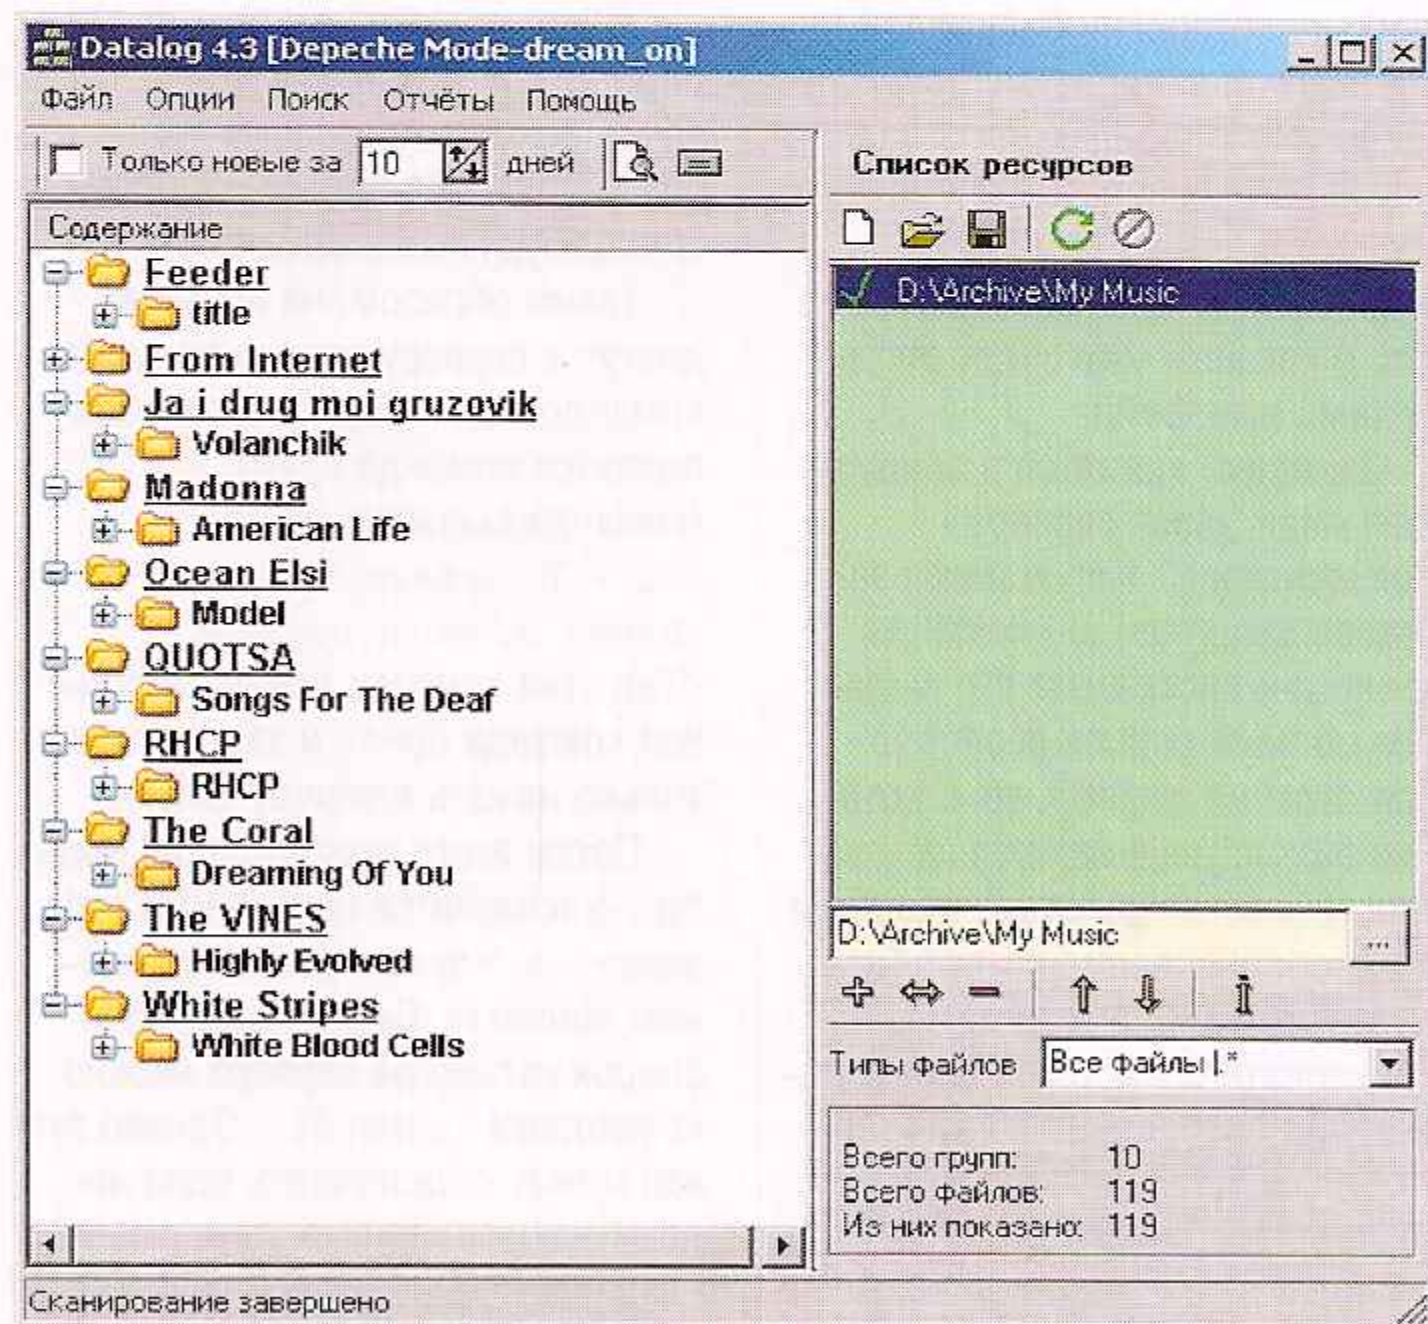 Datalog 4.3 [Depeche Mode-dream_on]
Файл Опции Поиск Отчёты Помощь
Только новые за 10 дней
Содержание
Feeder
title
From Internet
Ja i drug moi gruzovik
Volanchik
Madonna
American Life
Ocean Elsi
Model
QUOTSA
Songs For The Deaf
RHCP
RHCP
The Coral
Dreaming Of You
The VINES
Highly Evolved
White Stripes
White Blood Cells
Сканирование завершено
Список ресурсов
D:\Archive\My Music
D:\Archive\My Music ...
Типы файлов Все файлы |.*
Всего групп: 10
Всего файлов: 119
Из них показано: 119